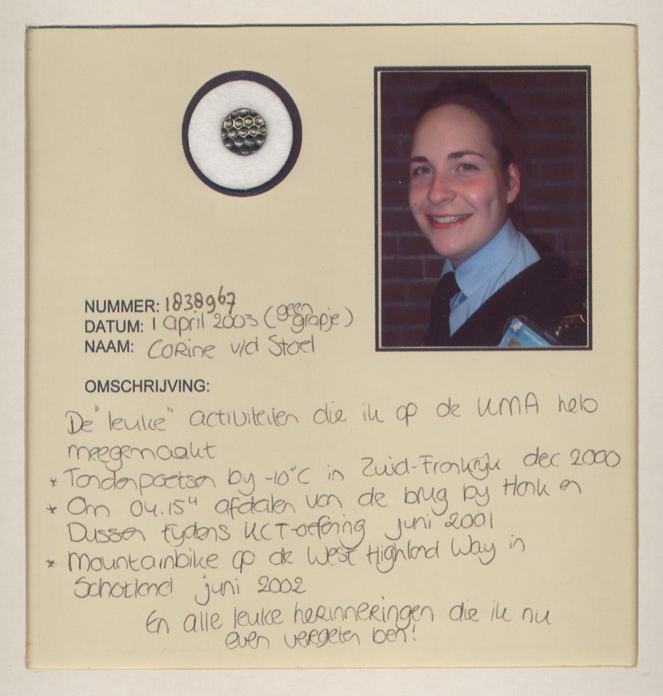 NUMMER: 1838967
DATUM: 1 april 2003 (geen grapje)
NAAM: Corine v/d Stoel
OMSCHRIJVING:
De "leuke" activiteiten die ik op de KMA heb
meegemaakt
* Tandenpoetsen by -10°C in Zuid-Frankrijk dec 2000
* Om 04.15u afdalen van de brug by Hank en
Dussen tydens KCT-oefening juni 2001
* Mountainbike op de West Highland Way in
Schotland juni 2002
En alle leuke herinneringen die ik nu
even vergeten ben!